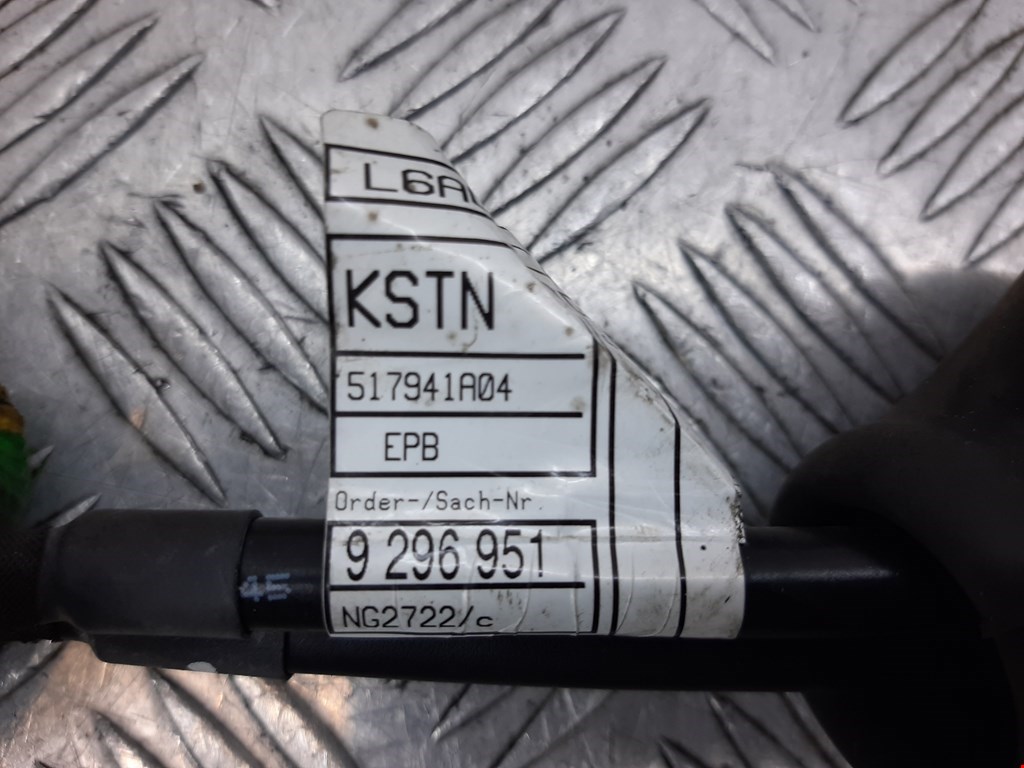 L6A
KSTN
517941A04
EPB
Order-/Sach-Nr.
9 296 951
NG2722/c